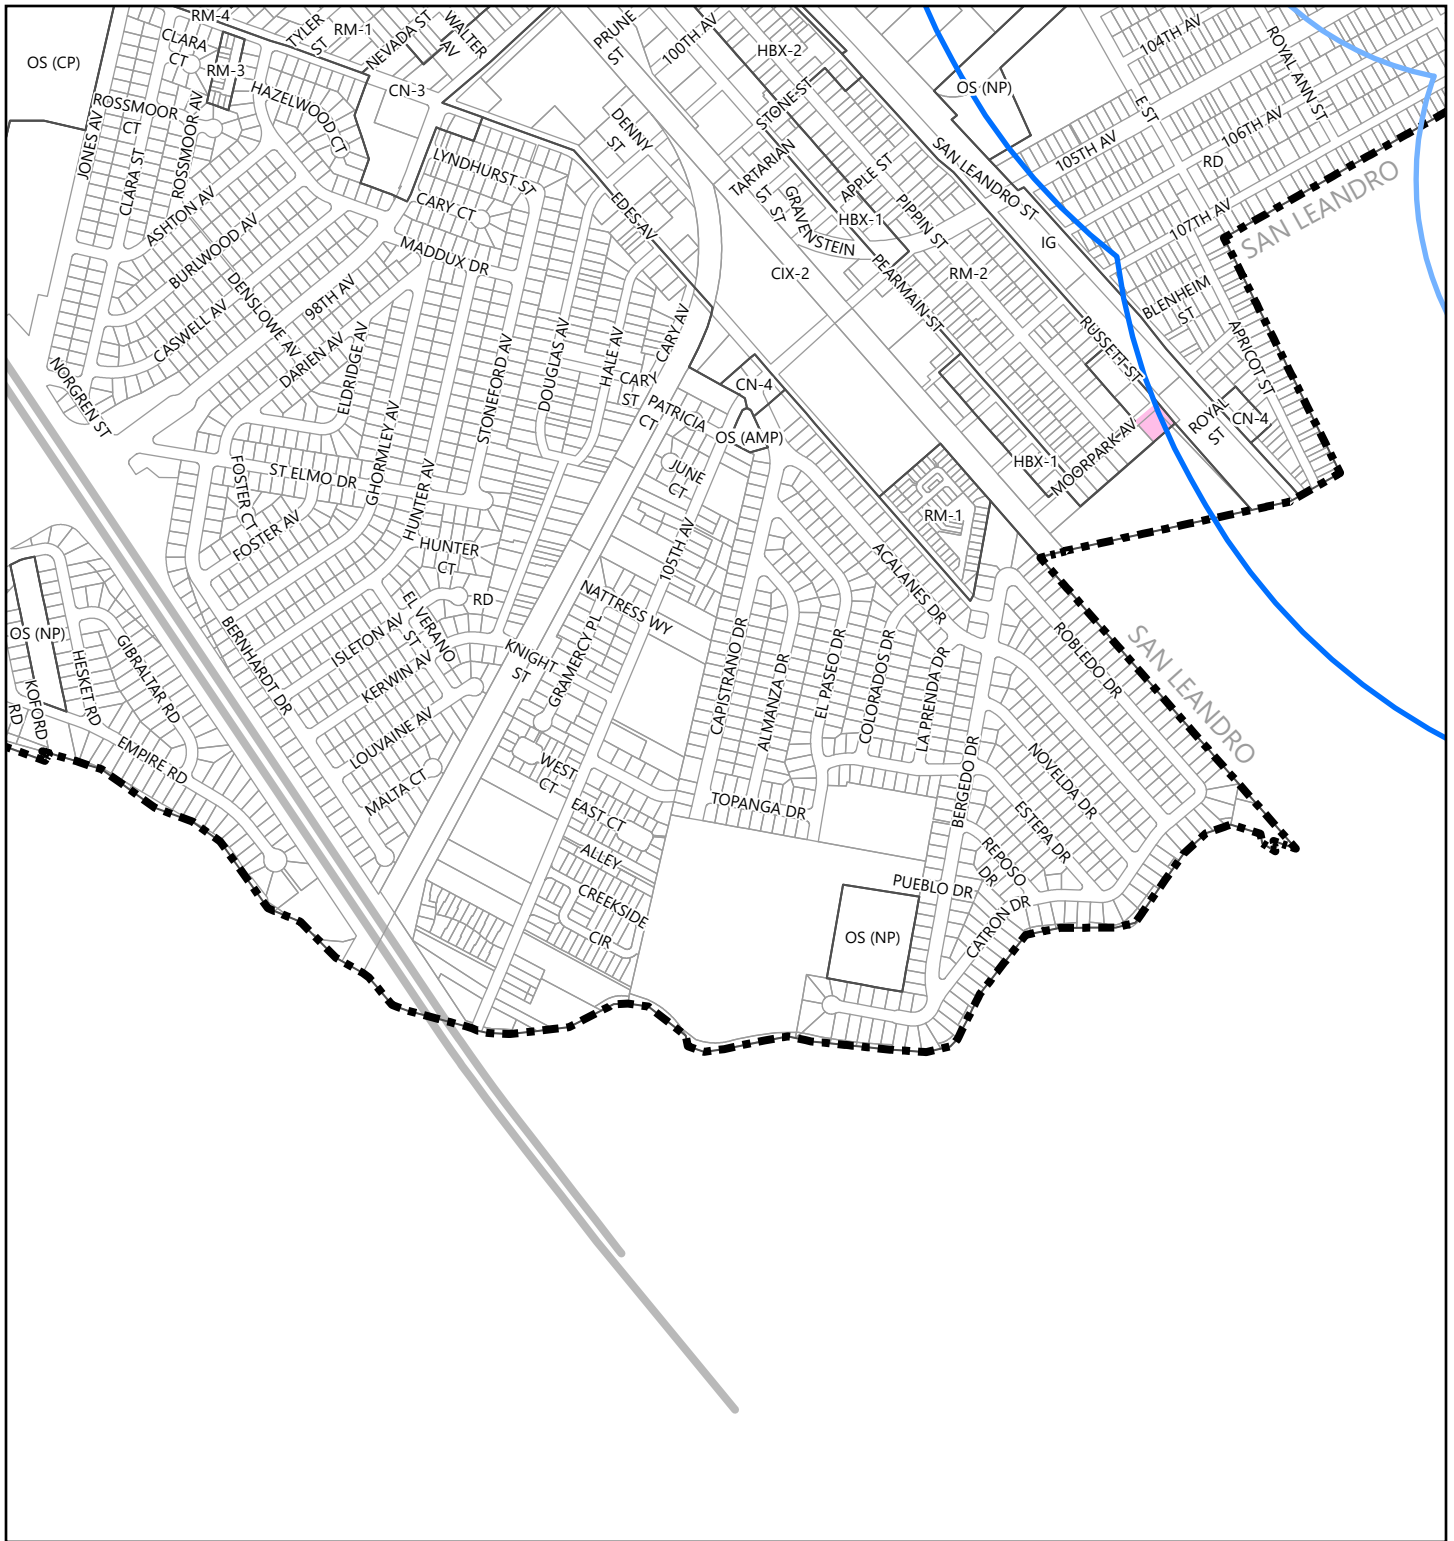 RM-4
CLARA
CT
TYLER
ST
RM-1
NEVADA ST
WALTER
AV
PRUNE
ST
100TH AV
HBX-2
104TH AV
ROYAL ANN ST
OS (CP)
RM-3
CN-3
OS (NP)
ROSSMOOR
CT
HAZELWOOD CT
STONE ST
E ST
106TH AV
JONES AV
CLARA ST
ROSSMOOR AV
DENNY
ST
105TH AV
RD
LYNDHURST ST
TARTARIAN
ST
APPLE ST
SAN LEANDRO ST
SAN LEANDRO
ASHTON AV
CARY CT
EDES AV
GRAVENSTEIN
ST
HBX-1
PIPPIN ST
107TH AV
BURLWOOD AV
MADDUX DR
IG
DENSLOWE AV
98TH AV
CIX-2
PEARMAIN ST
RM-2
BLENHEIM
ST
CASWELL AV
DARIEN AV
ELDRIDGE AV
STONEFORD AV
DOUGLAS AV
HALE AV
CARY AV
RUSSETT ST
APRICOT ST
NORGREN ST
CARY
ST
CN-4
PATRICIA
CT
OS (AMP)
ROYAL
ST
CN-4
GHORMLEY AV
HBX-1
MOORPARK AV
FOSTER CT
ST ELMO DR
HUNTER AV
JUNE
CT
RM-1
FOSTER AV
HUNTER
CT
105TH AV
ACALANES DR
NATTRESS WY
RD
EL VERANO
ST
OS (NP)
GIBRALTAR RD
HESKET RD
BERNHARDT DR
ISLETON AV
KERWIN AV
KNIGHT
ST
GRAMERCY PL
CAPISTRANO DR
ALMANZA DR
EL PASEO DR
COLORADOS DR
LA PRENDA DR
ROBLEDO DR
SAN LEANDRO
KOFORD
RD
EMPIRE RD
LOUVAINE AV
MALTA CT
WEST
CT
EAST CT
TOPANGA DR
BERGEDO DR
NOVELDA DR
ESTEPA DR
ALLEY
REPOSO
DR
PUEBLO DR
CREEKSIDE
CIR
OS (NP)
CATRON DR